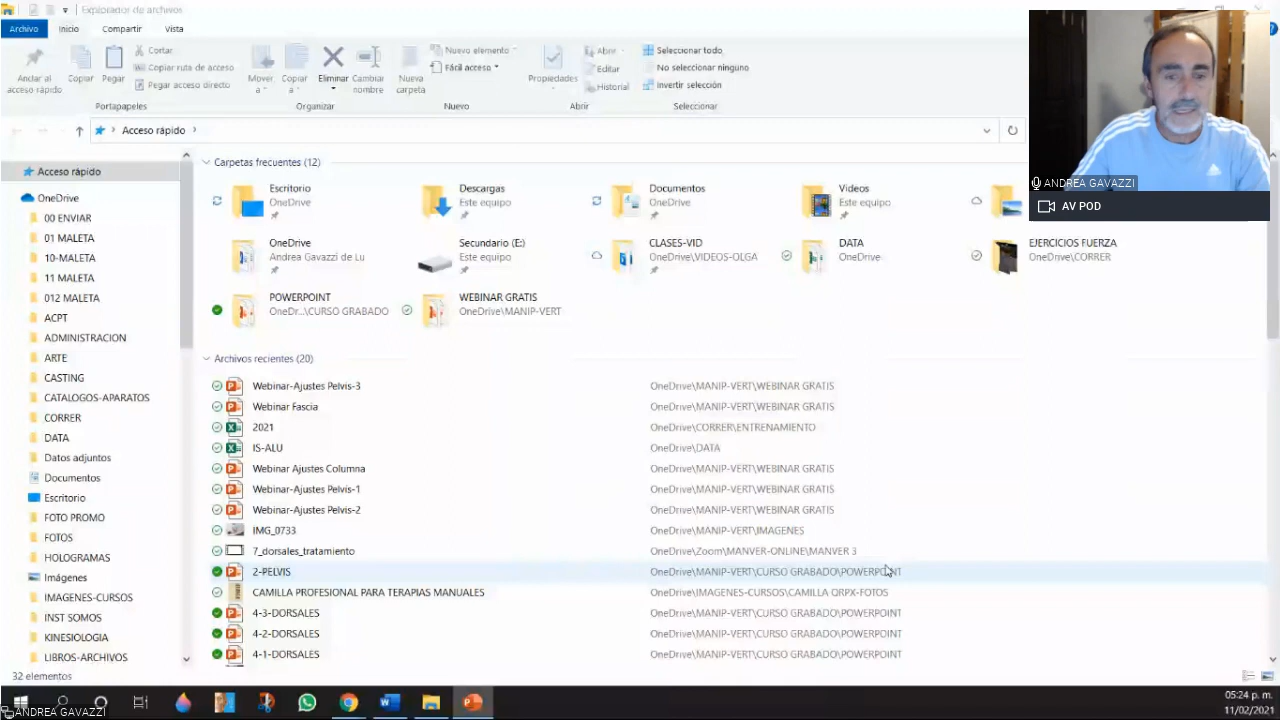 Explorador de archivos
Archivo Inicio Compartir Vista
Anclar al acceso rápido
Copiar
Pegar
Cortar
Copiar ruta de acceso
Pegar acceso directo
Portapapeles
Mover a
Copiar a
Eliminar
Cambiar nombre
Organizar
Nueva carpeta
Nuevo elemento
Fácil acceso
Nuevo
Propiedades
Abrir
Editar
Historial
Abrir
Seleccionar todo
No seleccionar ninguno
Invertir selección
Seleccionar
Acceso rápido
ANDREA GAVAZZI
AV POD
Acceso rápido
OneDrive
00 ENVIAR
01 MALETA
10-MALETA
11 MALETA
012 MALETA
ACPT
ADMINISTRACION
ARTE
CASTING
CATALOGOS-APARATOS
CORRER
DATA
Datos adjuntos
Documentos
Escritorio
FOTO PROMO
FOTOS
HOLOGRAMAS
Imágenes
IMAGENES-CURSOS
INST SOMOS
KINESIOLOGIA
LIBROS-ARCHIVOS
Carpetas frecuentes (12)
Escritorio
OneDrive
Descargas
Este equipo
Documentos
OneDrive
Videos
Este equipo
OneDrive
Andrea Gavazzi de Lu
Secundario (E:)
Este equipo
CLASES-VID
OneDrive\VIDEOS-OLGA
DATA
OneDrive
EJERCICIOS FUERZA
OneDrive\CORRER
POWERPOINT
OneDr...\CURSO GRABADO
WEBINAR GRATIS
OneDrive\MANIP-VERT
Archivos recientes (20)
Webinar-Ajustes Pelvis-3 OneDrive\MANIP-VERT\WEBINAR GRATIS
Webinar Fascia OneDrive\MANIP-VERT\WEBINAR GRATIS
2021 OneDrive\CORRER\ENTRENAMIENTO
IS-ALU OneDrive\DATA
Webinar Ajustes Columna OneDrive\MANIP-VERT\WEBINAR GRATIS
Webinar-Ajustes Pelvis-1 OneDrive\MANIP-VERT\WEBINAR GRATIS
Webinar-Ajustes Pelvis-2 OneDrive\MANIP-VERT\WEBINAR GRATIS
IMG_0733 OneDrive\MANIP-VERT\IMAGENES
7_dorsales_tratamiento OneDrive\Zoom\MANVER-ONLINE\MANVER 3
2-PELVIS OneDrive\MANIP-VERT\CURSO GRABADO\POWERPOINT
CAMILLA PROFESIONAL PARA TERAPIAS MANUALES OneDrive\IMAGENES-CURSOS\CAMILLA QRPX-FOTOS
4-3-DORSALES OneDrive\MANIP-VERT\CURSO GRABADO\POWERPOINT
4-2-DORSALES OneDrive\MANIP-VERT\CURSO GRABADO\POWERPOINT
4-1-DORSALES OneDrive\MANIP-VERT\CURSO GRABADO\POWERPOINT
32 elementos
05:24 p. m.
11/02/2021
ANDREA GAVAZZI